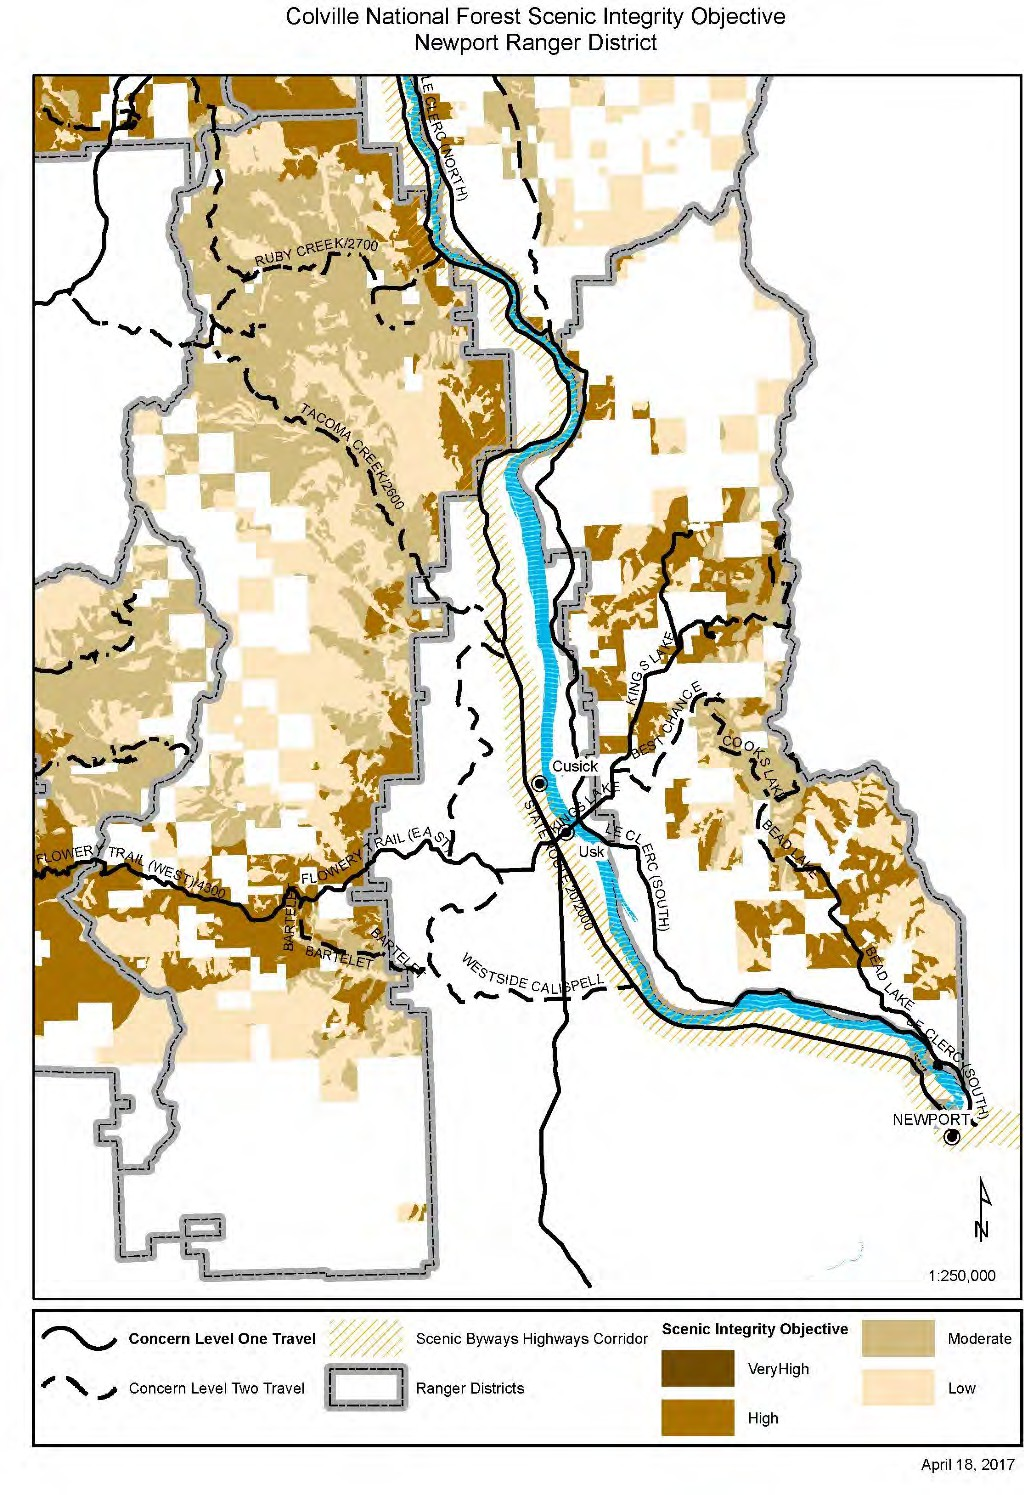 Colville National Forest Scenic Integrity Objective
Newport Ranger District
LE CLERC (NORTH)
RUBY CREEK/2700
TACOMA CREEK/2600
KINGS LAKE
BEST CHANCE
COOKS LAKE
Cusick
KINGS LAKE
STATE ROUTE 20/2000
Usk
LE CLERC (SOUTH)
BEAD LAKE
FLOWERY TRAIL (WEST)/4300
FLOWERY TRAIL (EAST)
BARTELET
BARTELET
BARTELET
WESTSIDE CALISPELL
BEAD LAKE
LE CLERC (SOUTH)
NEWPORT
N
1:250,000
Concern Level One Travel
Concern Level Two Travel
Scenic Byways Highways Corridor
Ranger Districts
Scenic Integrity Objective
VeryHigh
High
Moderate
Low
April 18, 2017